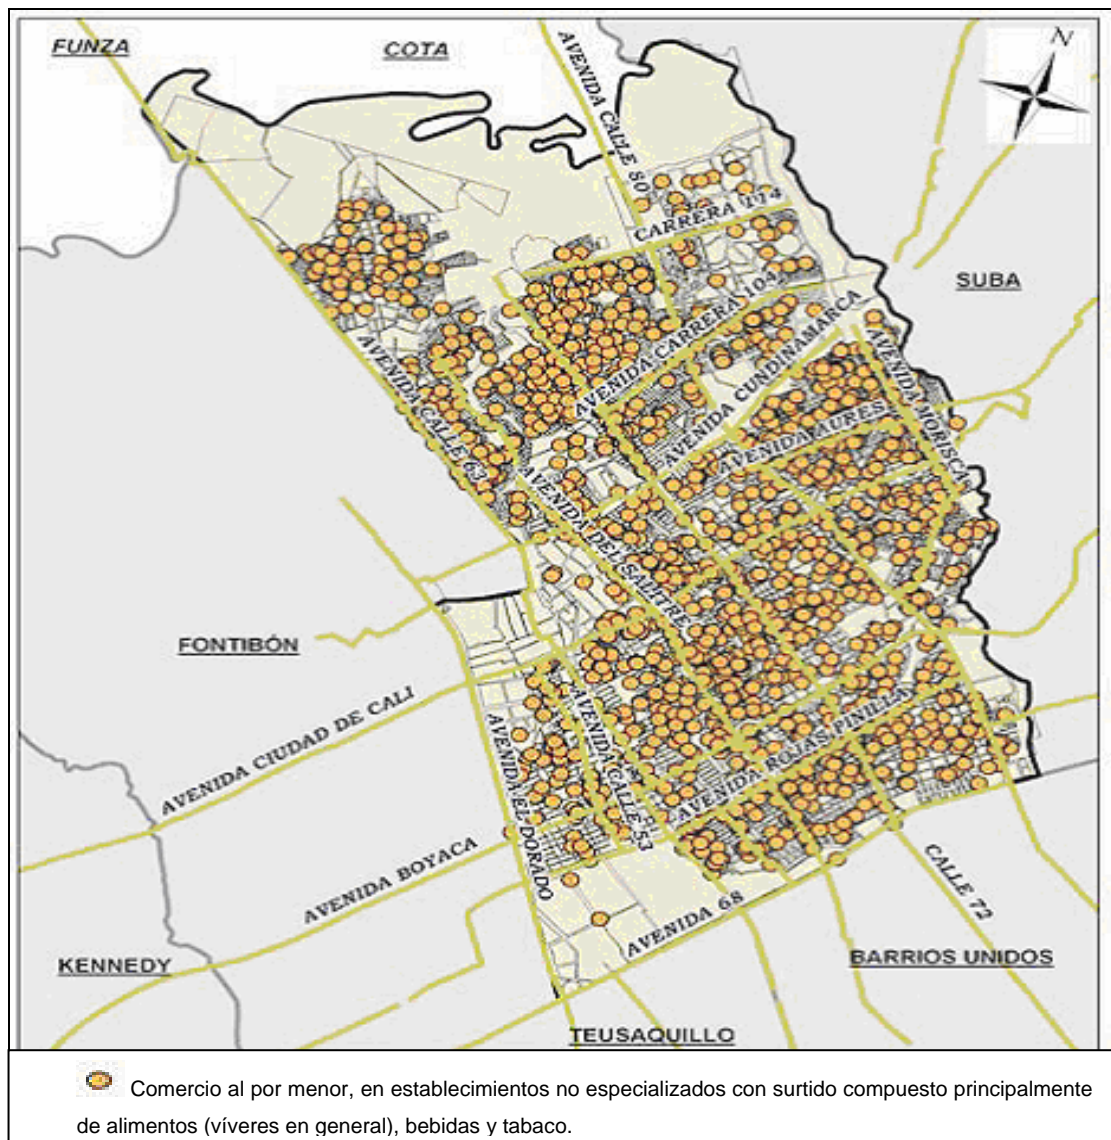 FUNZA
COTA
N
AVENIDA CALLE 80
CARRERA 114
SUBA
AVENIDA CARRERA 104
AVENIDA CUNDINAMARCA
AVENIDA MORISCA
AVENIDA CALLE 63
AVENIDA AURES
AVENIDA DEL SALITRE
FONTIBÓN
AVENIDA CIUDAD DE CALI
AVENIDA EL DORADO
AVENIDA CALLE 53
AVENIDA ROJAS PINILLA
AVENIDA BOYACA
CALLE 72
AVENIDA 68
KENNEDY
BARRIOS UNIDOS
TEUSAQUILLO
Comercio al por menor, en establecimientos no especializados con surtido compuesto principalmente
de alimentos (víveres en general), bebidas y tabaco.